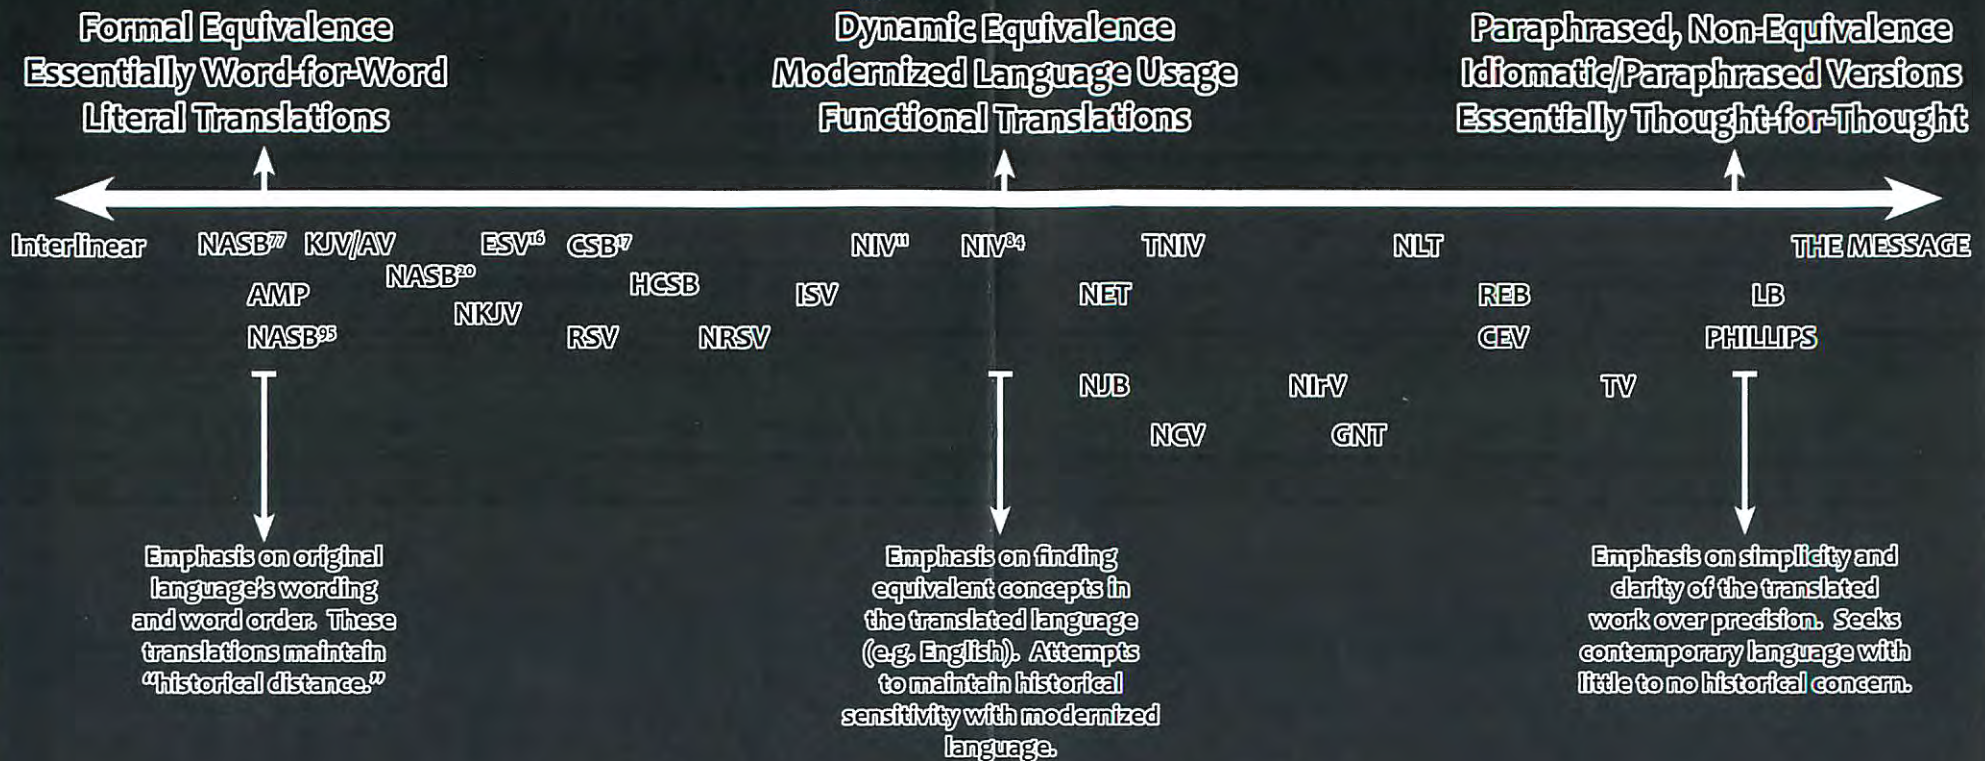 Formal Equivalence
Essentially Word-for-Word
Literal Translations
Dynamic Equivalence
Modernized Language Usage
Functional Translations
Paraphrased, Non-Equivalence
Idiomatic/Paraphrased Versions
Essentially Thought-for-Thought
Interlinear NASB⁷⁷ KJV/AV ESV¹⁶ CSB¹⁷ NIV¹¹ NIV⁸⁴ TNIV NLT THE MESSAGE
NASB²⁰ HCSB
AMP ISV NET REB LB
NKJV
NASB⁹⁵ RSV NRSV CEV PHILLIPS
NJB NIrV TV
NCV GNT
Emphasis on original
language's wording
and word order. These
translations maintain
“historical distance.”
Emphasis on finding
equivalent concepts in
the translated language
(e.g. English). Attempts
to maintain historical
sensitivity with modernized
language.
Emphasis on simplicity and
clarity of the translated
work over precision. Seeks
contemporary language with
little to no historical concern.